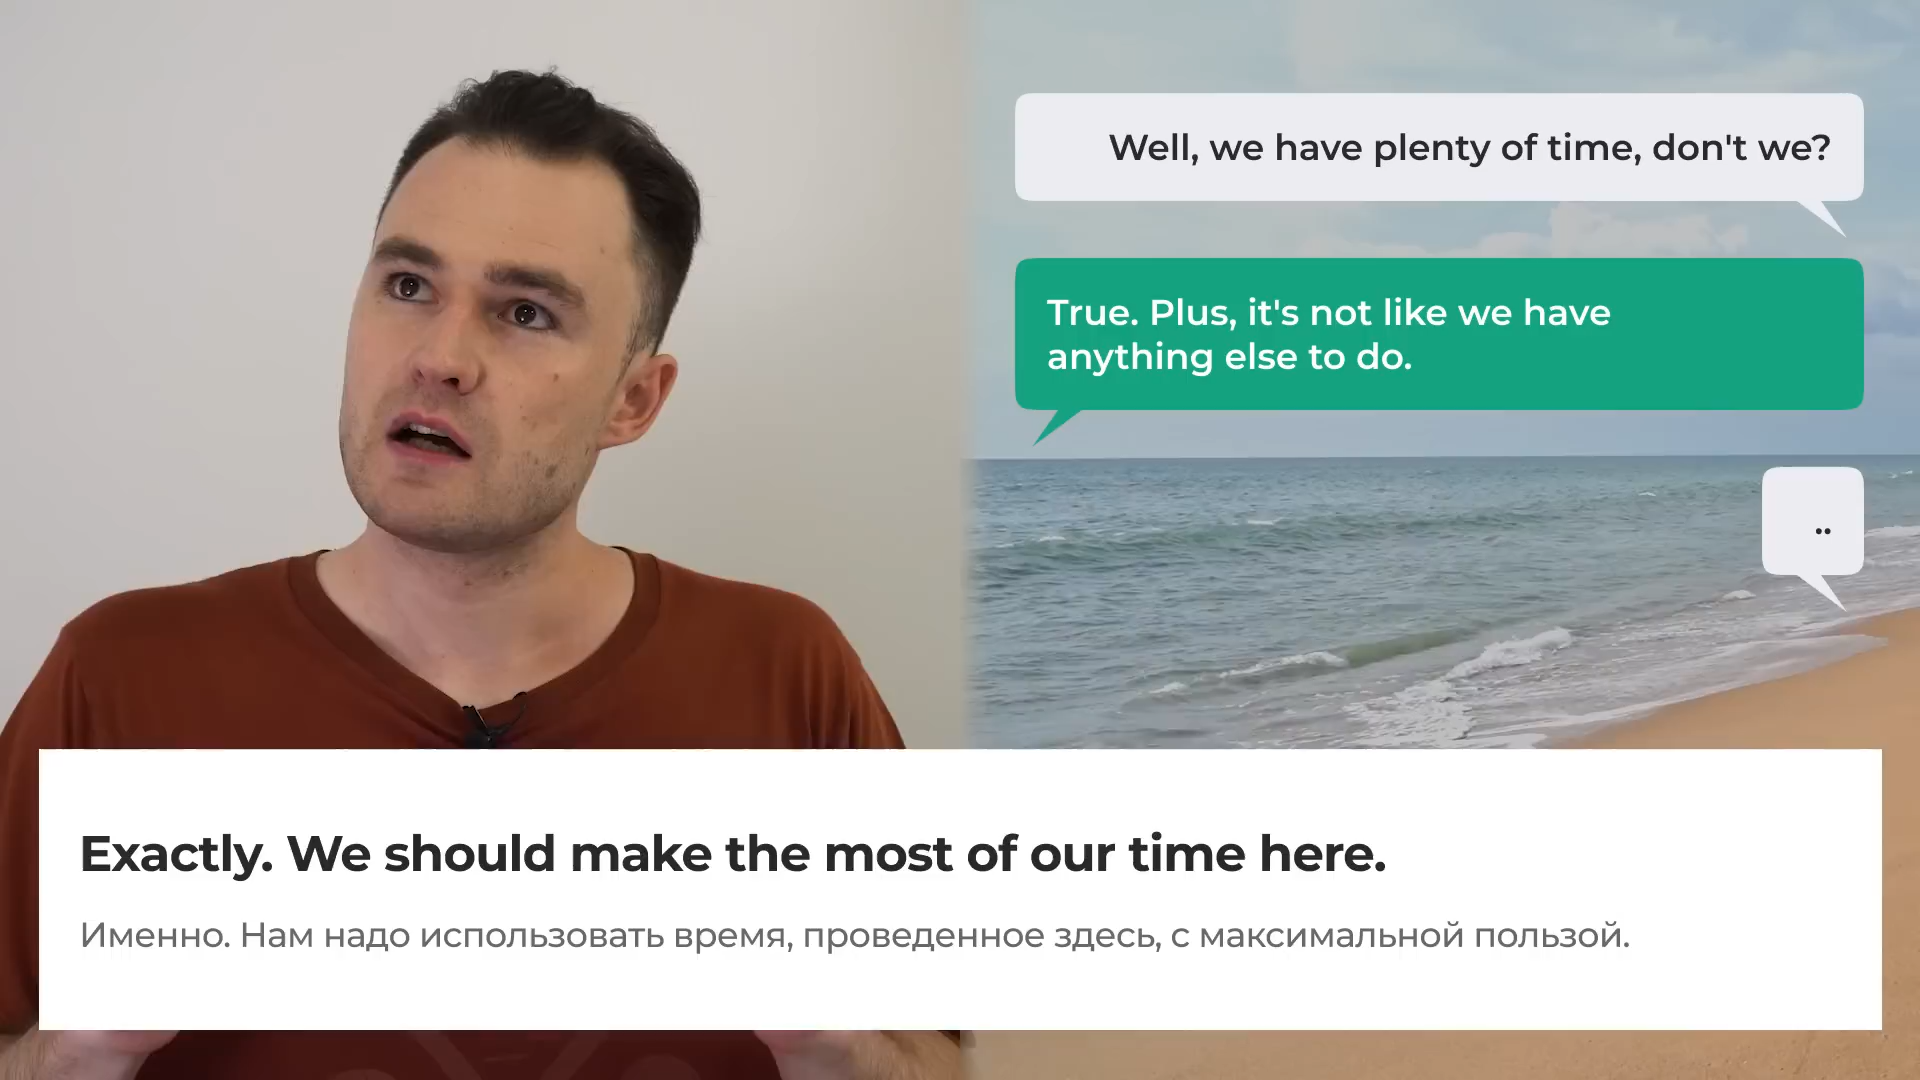 Well, we have plenty of time, don't we?
True. Plus, it's not like we have
anything else to do.
..
Exactly. We should make the most of our time here.
Именно. Нам надо использовать время, проведенное здесь, с максимальной пользой.